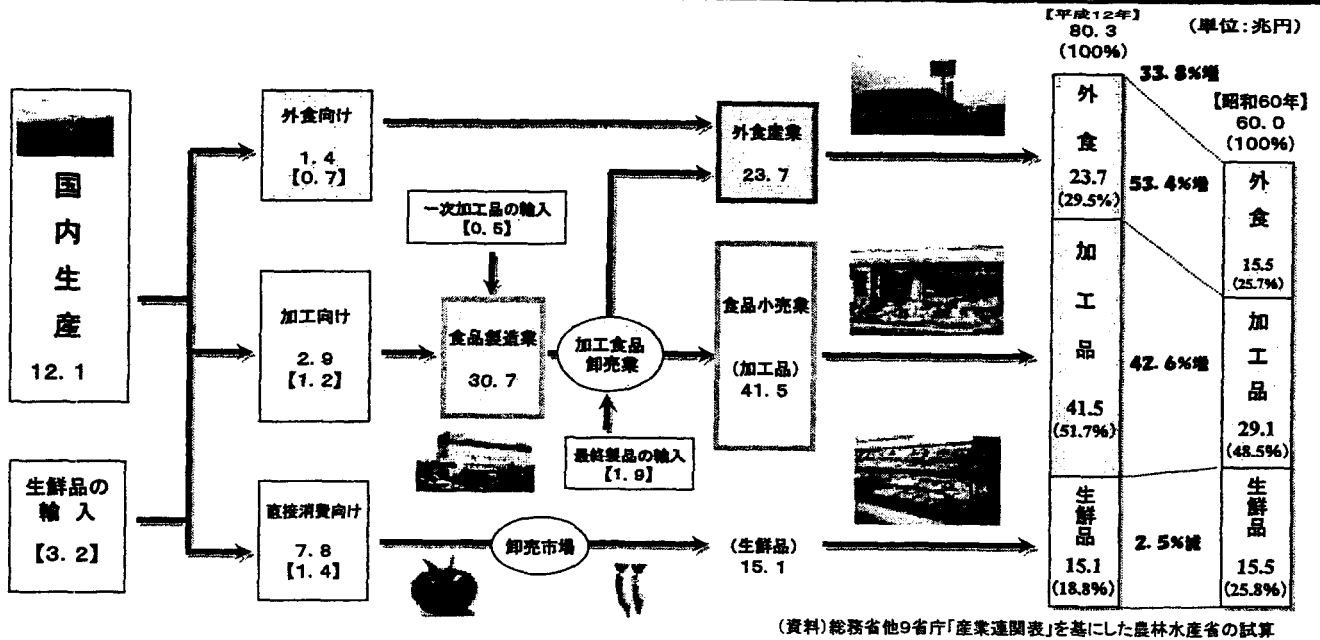 【平成12年】
80.3
(100%)
(単位:兆円)
33.8%増
【昭和60年】
60.0
(100%)
国内生産
12.1
生鮮品の
輸入
【3.2】
外食向け
1.4
【0.7】
加工向け
2.9
【1.2】
直接消費向け
7.8
【1.4】
一次加工品の輸入
【0.5】
食品製造業
30.7
加工食品
卸売業
最終製品の輸入
【1.9】
卸売市場
外食産業
23.7
食品小売業
(加工品)
41.5
(生鮮品)
15.1
外食
23.7
(29.5%)
加工品
41.5
(51.7%)
生鮮品
15.1
(18.8%)
53.4%増
42.6%増
2.5%減
外食
15.5
(25.7%)
加工品
29.1
(48.5%)
生鮮品
15.5
(25.8%)
(資料)総務省他9省庁「産業連関表」を基にした農林水産省の試算